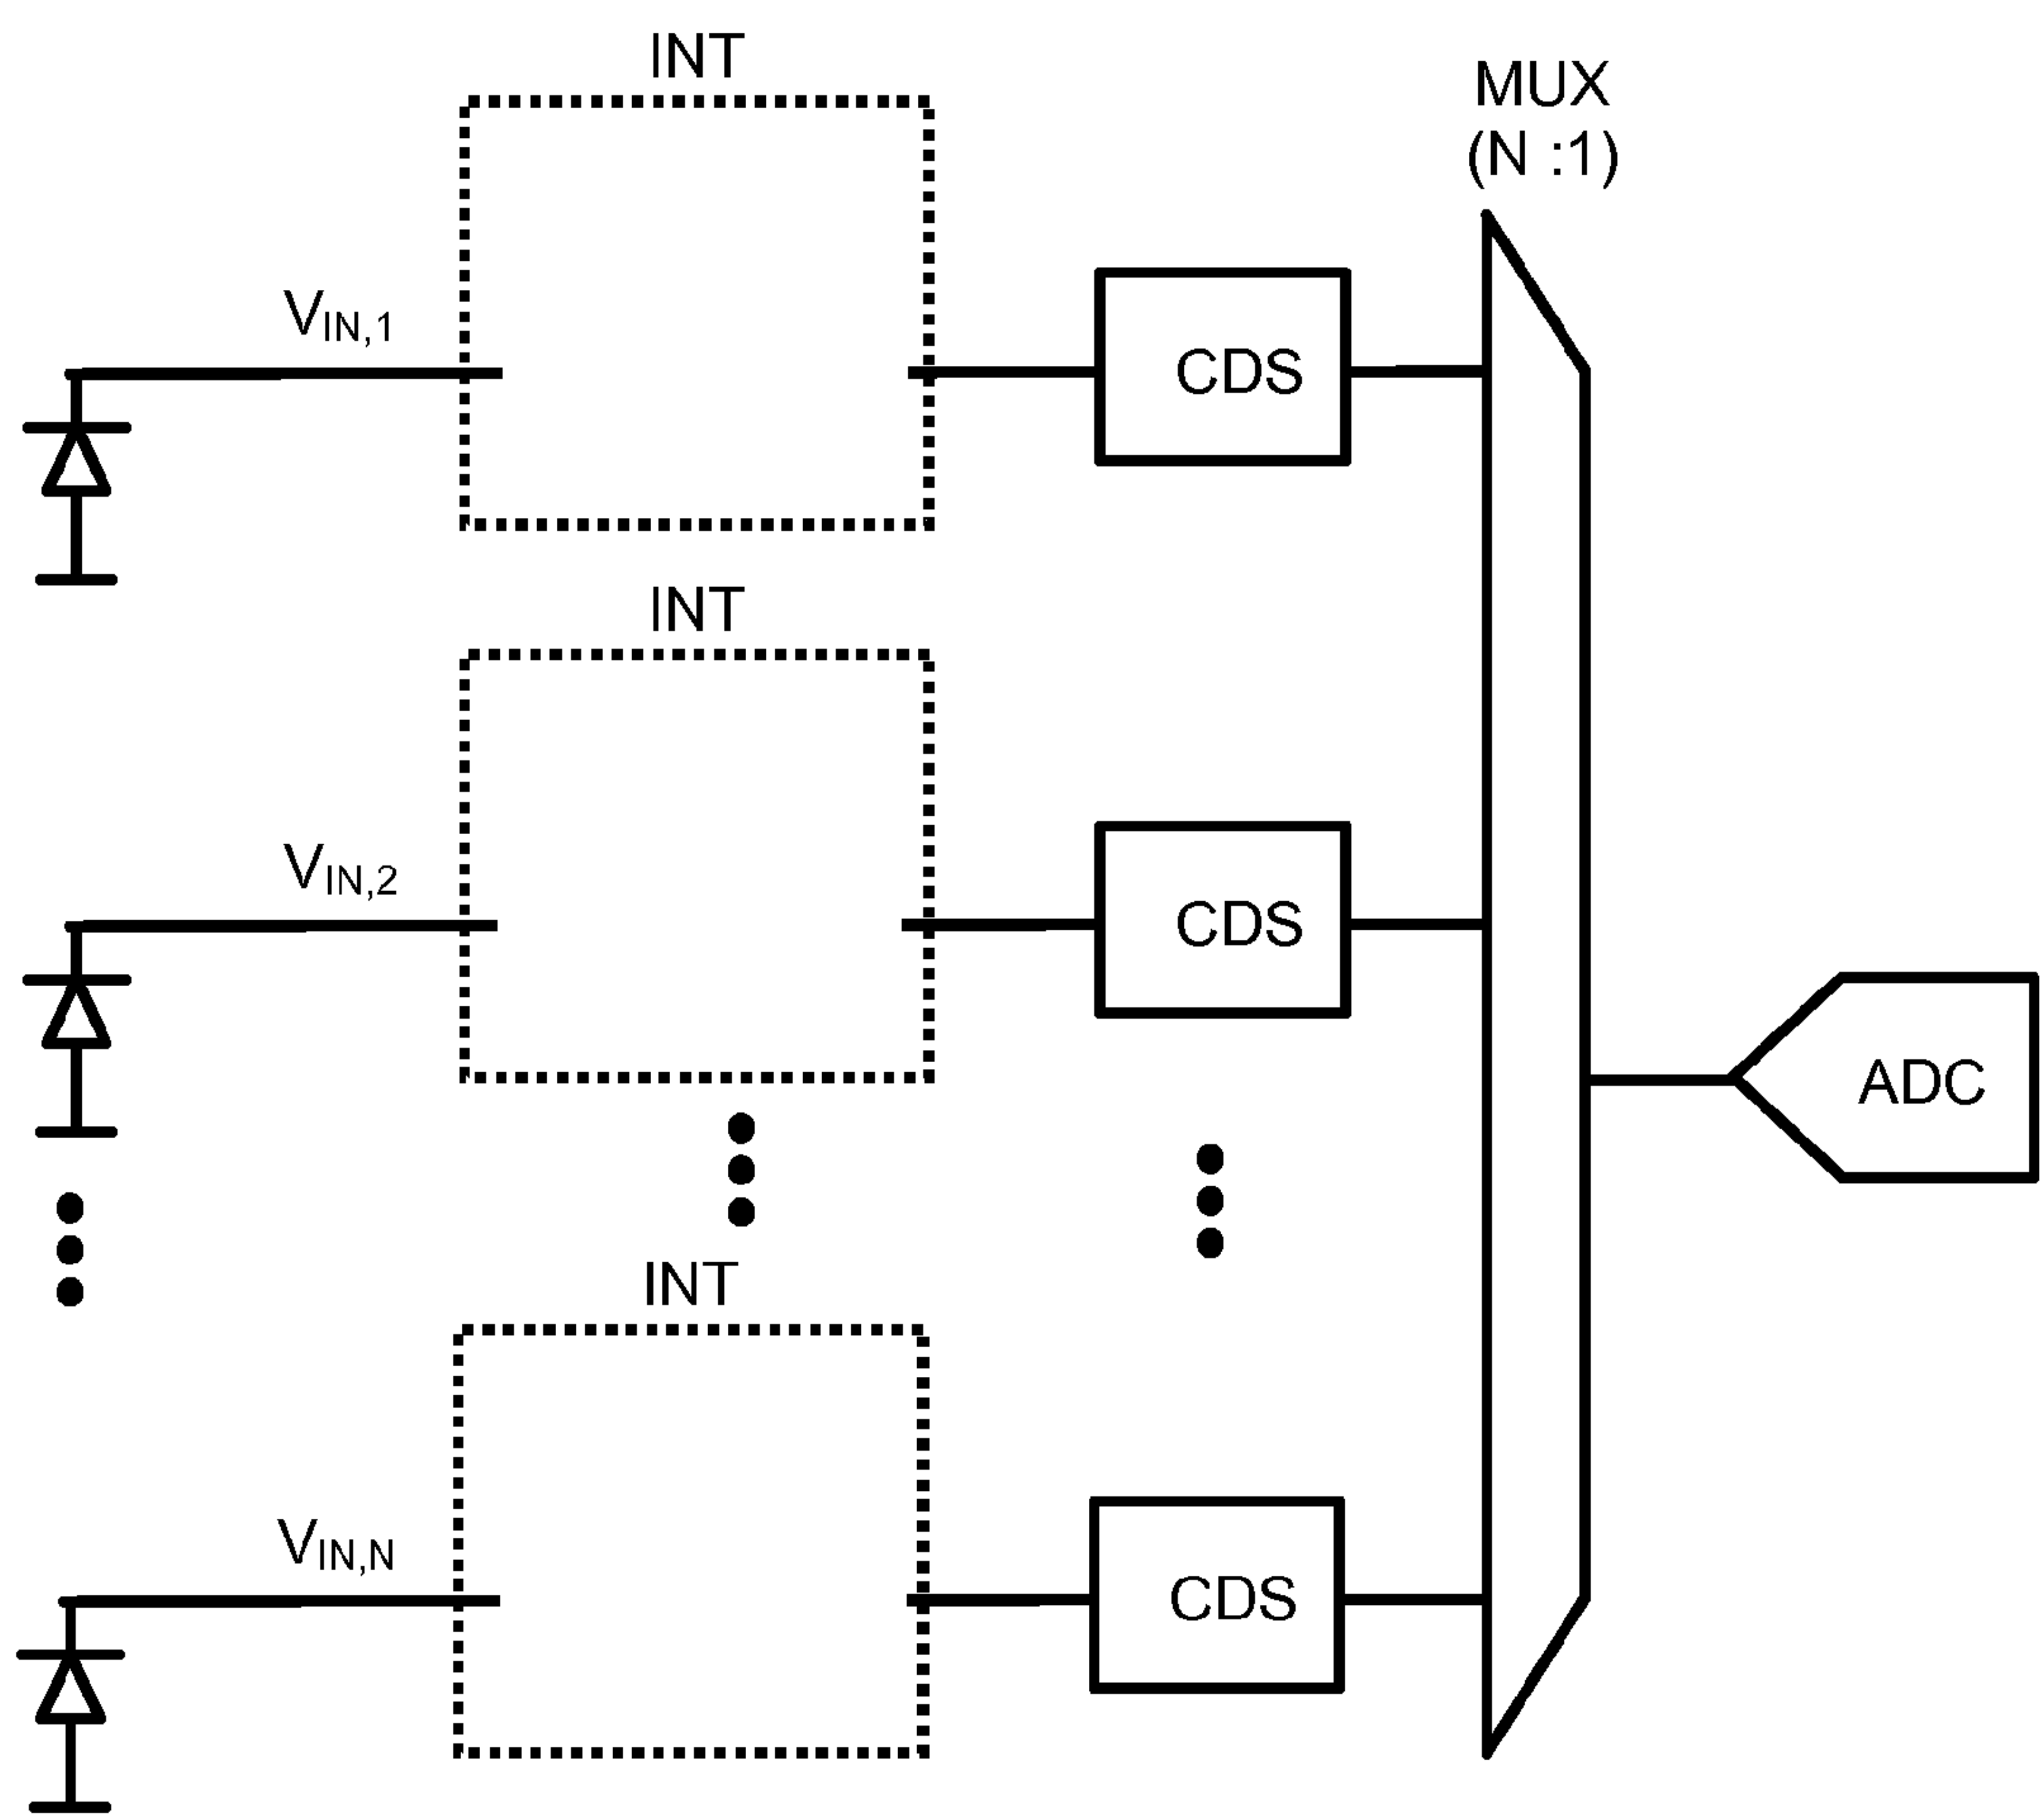 INT
MUX
(N :1)
VIN,1
CDS
INT
VIN,2
CDS
ADC
INT
VIN,N
CDS